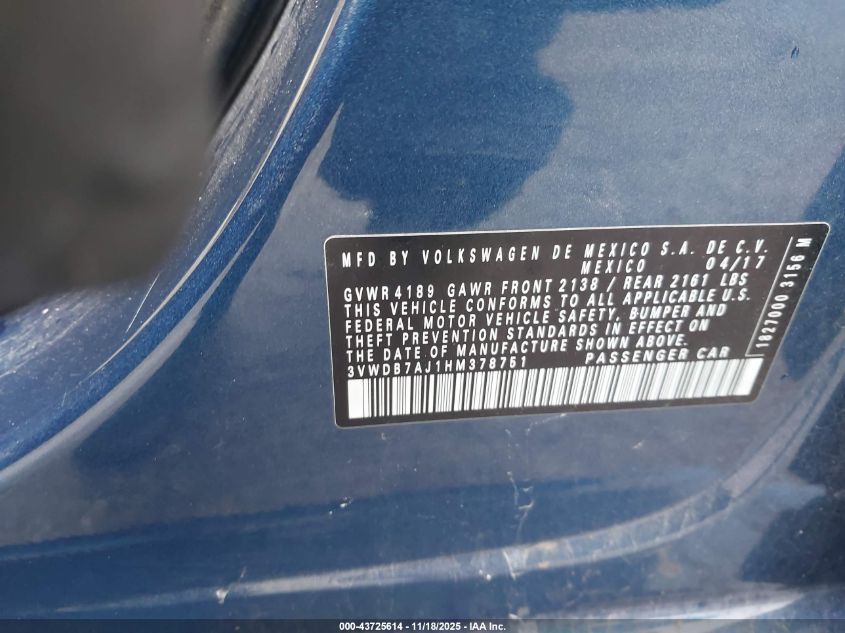 MFD BY VOLKSWAGEN DE MEXICO S.A. DE C.V.
MEXICO 04/17
GVWR 4189 GAWR FRONT 2138 / REAR 2161 LBS
THIS VEHICLE CONFORMS TO ALL APPLICABLE U.S.
FEDERAL MOTOR VEHICLE SAFETY, BUMPER AND
THEFT PREVENTION STANDARDS IN EFFECT ON
THE DATE OF MANUFACTURE SHOWN ABOVE.
3VWDB7AJ1HM378761 PASSENGER CAR
1827000 3156 M
000-43725614 - 11/18/2025 - IAA Inc.